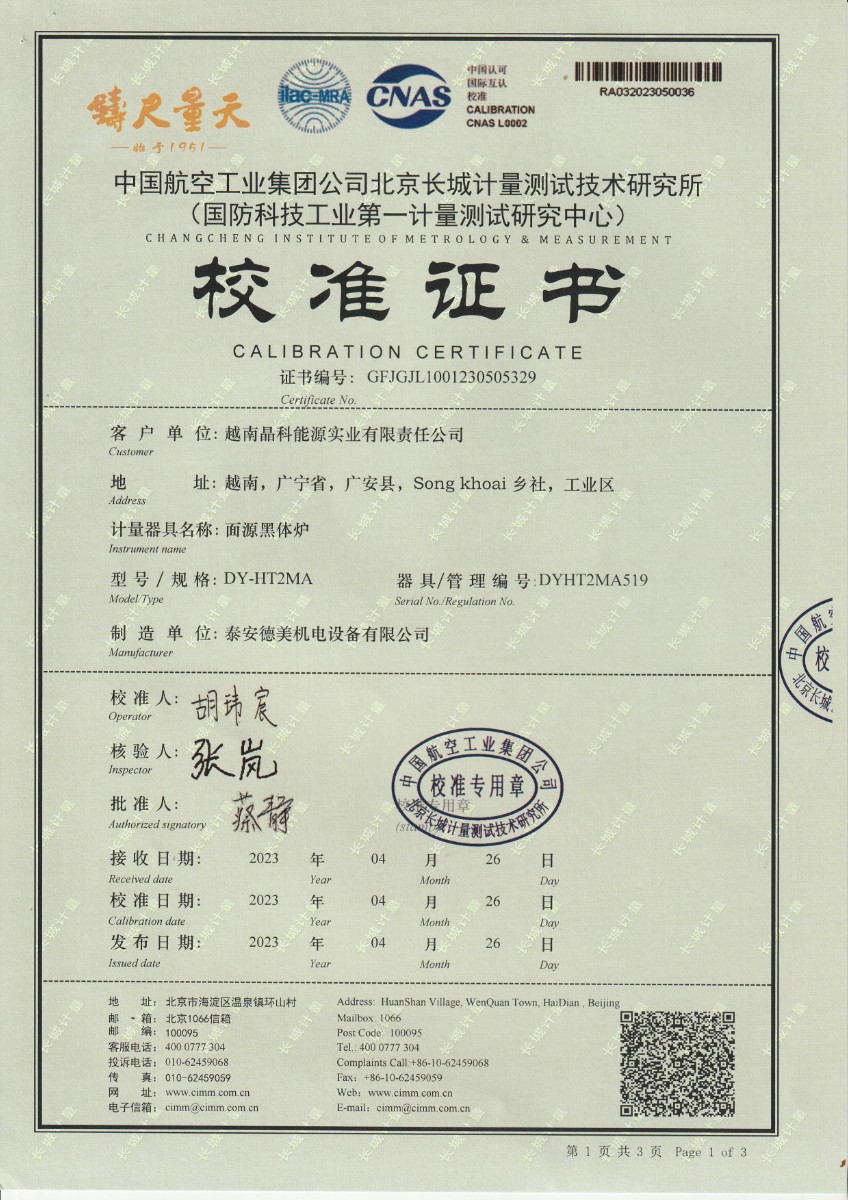 鑄尺量天
始于1951
ilac-MRA
CNAS
中国认可
国际互认
校准
CALIBRATION
CNAS L0002
RA032023050036
中国航空工业集团公司北京长城计量测试技术研究所
（国防科技工业第一计量测试研究中心）
CHANGCHENG INSTITUTE OF METROLOGY & MEASUREMENT
校准证书
CALIBRATION CERTIFICATE
证书编号： GFJGJL1001230505329
Certificate No.
客户单位: 越南晶科能源实业有限责任公司
Customer
地址: 越南，广宁省，广安县，Song khoai 乡社，工业区
Address
计量器具名称: 面源黑体炉
Instrument name
型号/规格: DY-HT2MA 器具/管理编号: DYHT2MA519
Model/Type Serial No./Regulation No.
制造单位: 泰安德美机电设备有限公司
Manufacturer
校准人: 胡玮宸
Operator
核验人: 张岚
Inspector
批准人:
Authorized signatory
中国航空工业集团公司
校准专用章
北京长城计量测试技术研究所
校准专用章
(stamp)
接收日期: 2023 年 04 月 26 日
Received date Year Month Day
校准日期: 2023 年 04 月 26 日
Calibration date Year Month Day
发布日期: 2023 年 04 月 26 日
Issued date Year Month Day
地址: 北京市海淀区温泉镇环山村 Address: HuanShan Village, WenQuan Town, HaiDian , Beijing
邮箱: 北京1066信箱 Mailbox: 1066
邮编: 100095 Post Code: 100095
客服电话: 400 0777 304 Tel.: 400 0777 304
投诉电话: 010-62459068 Complaints Call:+86-10-62459068
传真: 010-62459059 Fax: +86-10-62459059
网址: www.cimm.com.cn Web: www.cimm.com.cn
电子信箱: cimm@cimm.com.cn E-mail: cimm@cimm.com.cn
第 1 页 共 3 页 Page 1 of 3